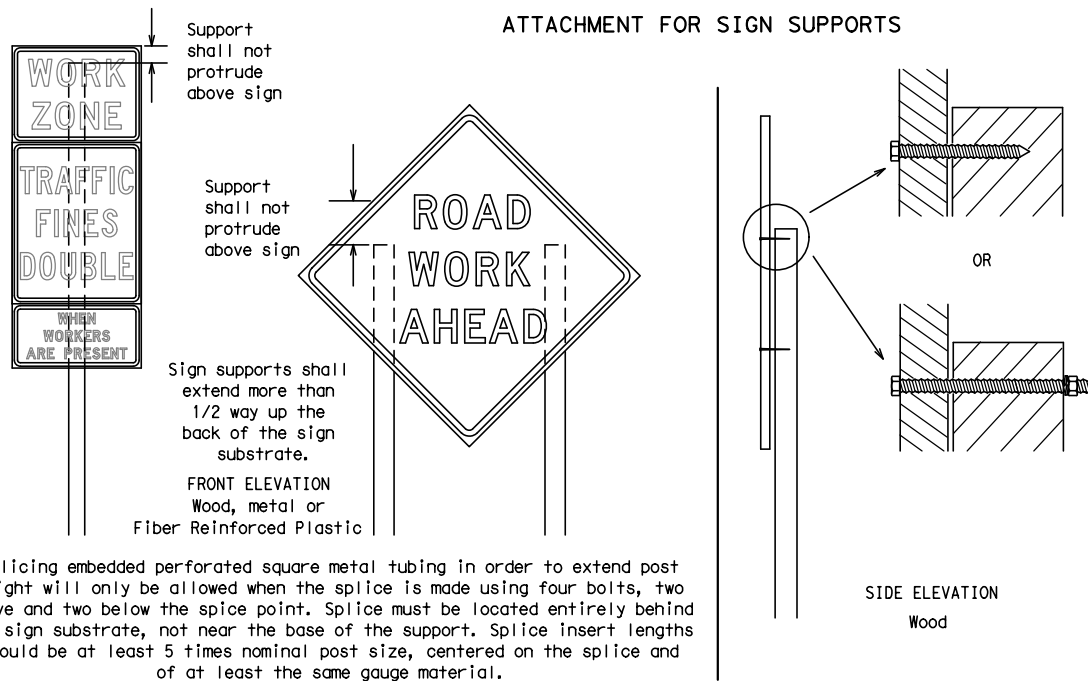 ATTACHMENT FOR SIGN SUPPORTS
Support
shall not
protrude
above sign
WORK
ZONE
TRAFFIC
FINES
DOUBLE
WHEN
WORKERS
ARE PRESENT
Support
shall not
protrude
above sign
ROAD
WORK
AHEAD
Sign supports shall
extend more than
1/2 way up the
back of the sign
substrate.
FRONT ELEVATION
Wood, metal or
Fiber Reinforced Plastic
OR
SIDE ELEVATION
Wood
licing embedded perforated square metal tubing in order to extend post
ight will only be allowed when the splice is made using four bolts, two
ve and two below the spice point. Splice must be located entirely behind
sign substrate, not near the base of the support. Splice insert lengths
ould be at least 5 times nominal post size, centered on the splice and
of at least the same gauge material.